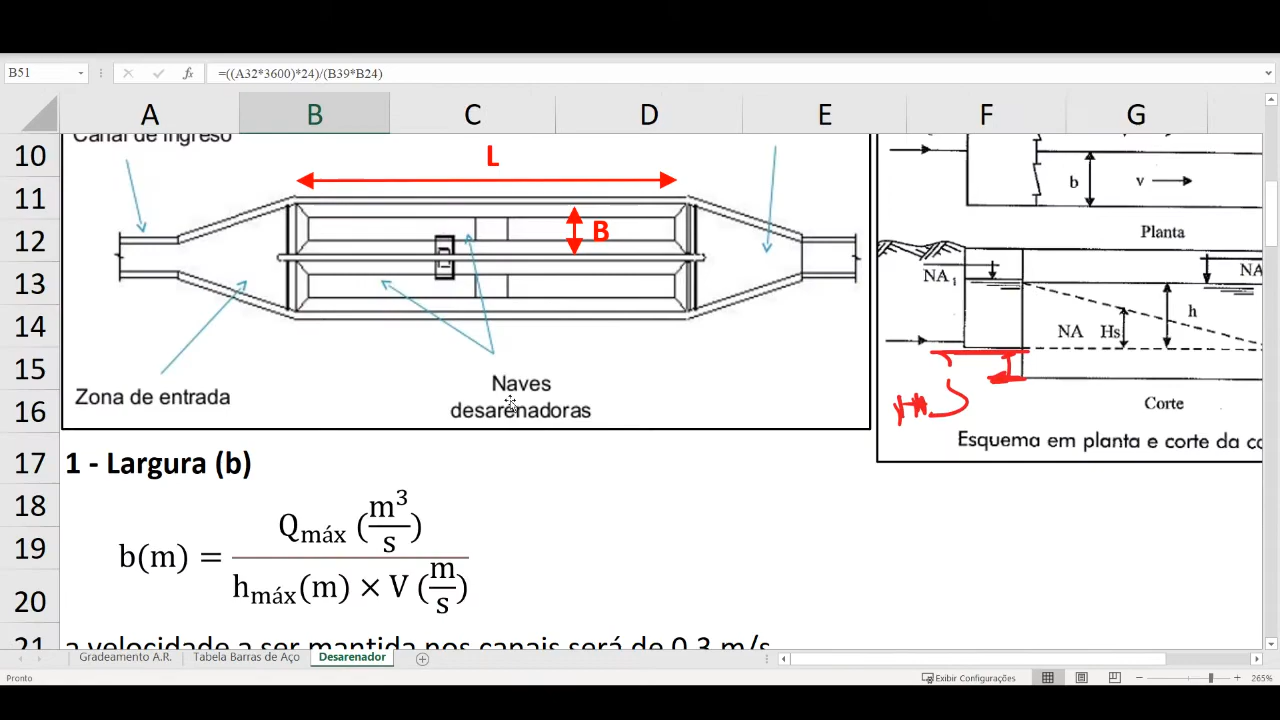 B51
fx
=((A32*3600)*24)/(B39*B24)
A B C D E F G
10
11
12
13
14
15
16
17
18
19
20
21
Canal de ingreso
L
B
Zona de entrada
Naves
desarenadoras
b
v
Planta
NA1
NA
h
NA Hs
Corte
Esquema em planta e corte da ca
1 - Largura (b)
b(m) = Qmáx (m³/s) / hmáx(m) × V (m/s)
a velocidade a ser mantida nos canais será de 0,3 m/s
Gradeamento A.R. Tabela Barras de Aço Desarenador
Pronto
Exibir Configurações
265%